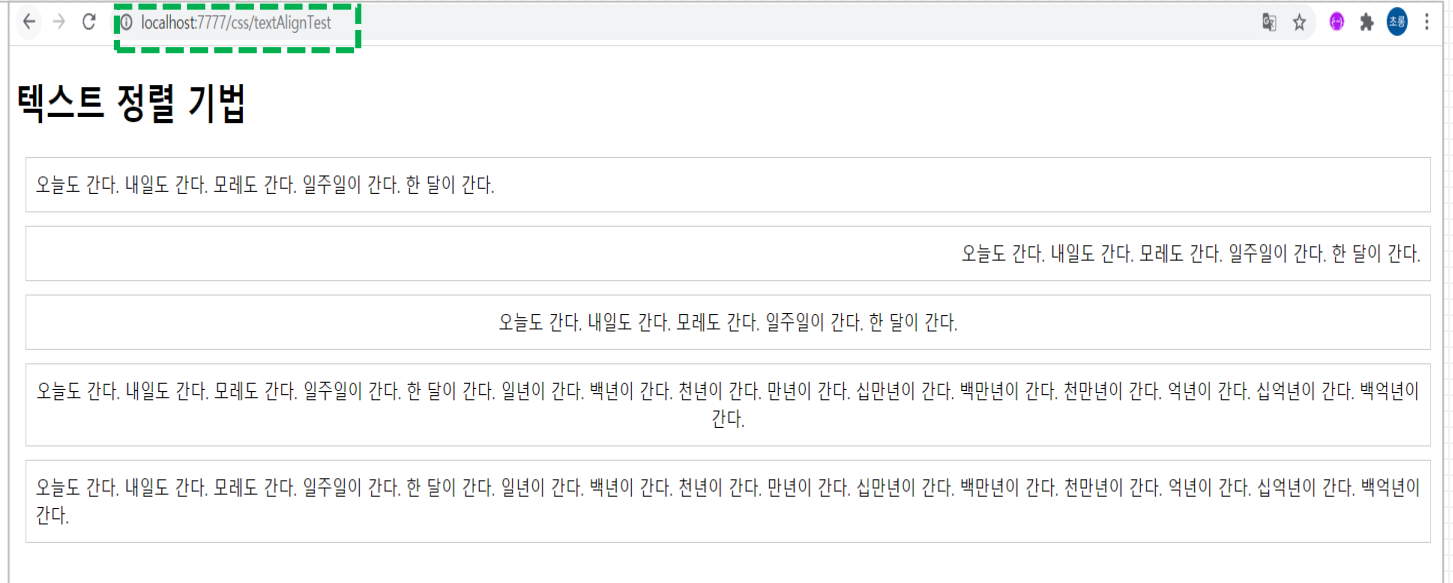 localhost:7777/css/textAlignTest
초롱
텍스트 정렬 기법
오늘도 간다. 내일도 간다. 모레도 간다. 일주일이 간다. 한 달이 간다.
오늘도 간다. 내일도 간다. 모레도 간다. 일주일이 간다. 한 달이 간다.
오늘도 간다. 내일도 간다. 모레도 간다. 일주일이 간다. 한 달이 간다.
오늘도 간다. 내일도 간다. 모레도 간다. 일주일이 간다. 한 달이 간다. 일년이 간다. 백년이 간다. 천년이 간다. 만년이 간다. 십만년이 간다. 백만년이 간다. 천만년이 간다. 억년이 간다. 십억년이 간다. 백억년이
간다.
오늘도 간다. 내일도 간다. 모레도 간다. 일주일이 간다. 한 달이 간다. 일년이 간다. 백년이 간다. 천년이 간다. 만년이 간다. 십만년이 간다. 백만년이 간다. 천만년이 간다. 억년이 간다. 십억년이 간다. 백억년이
간다.